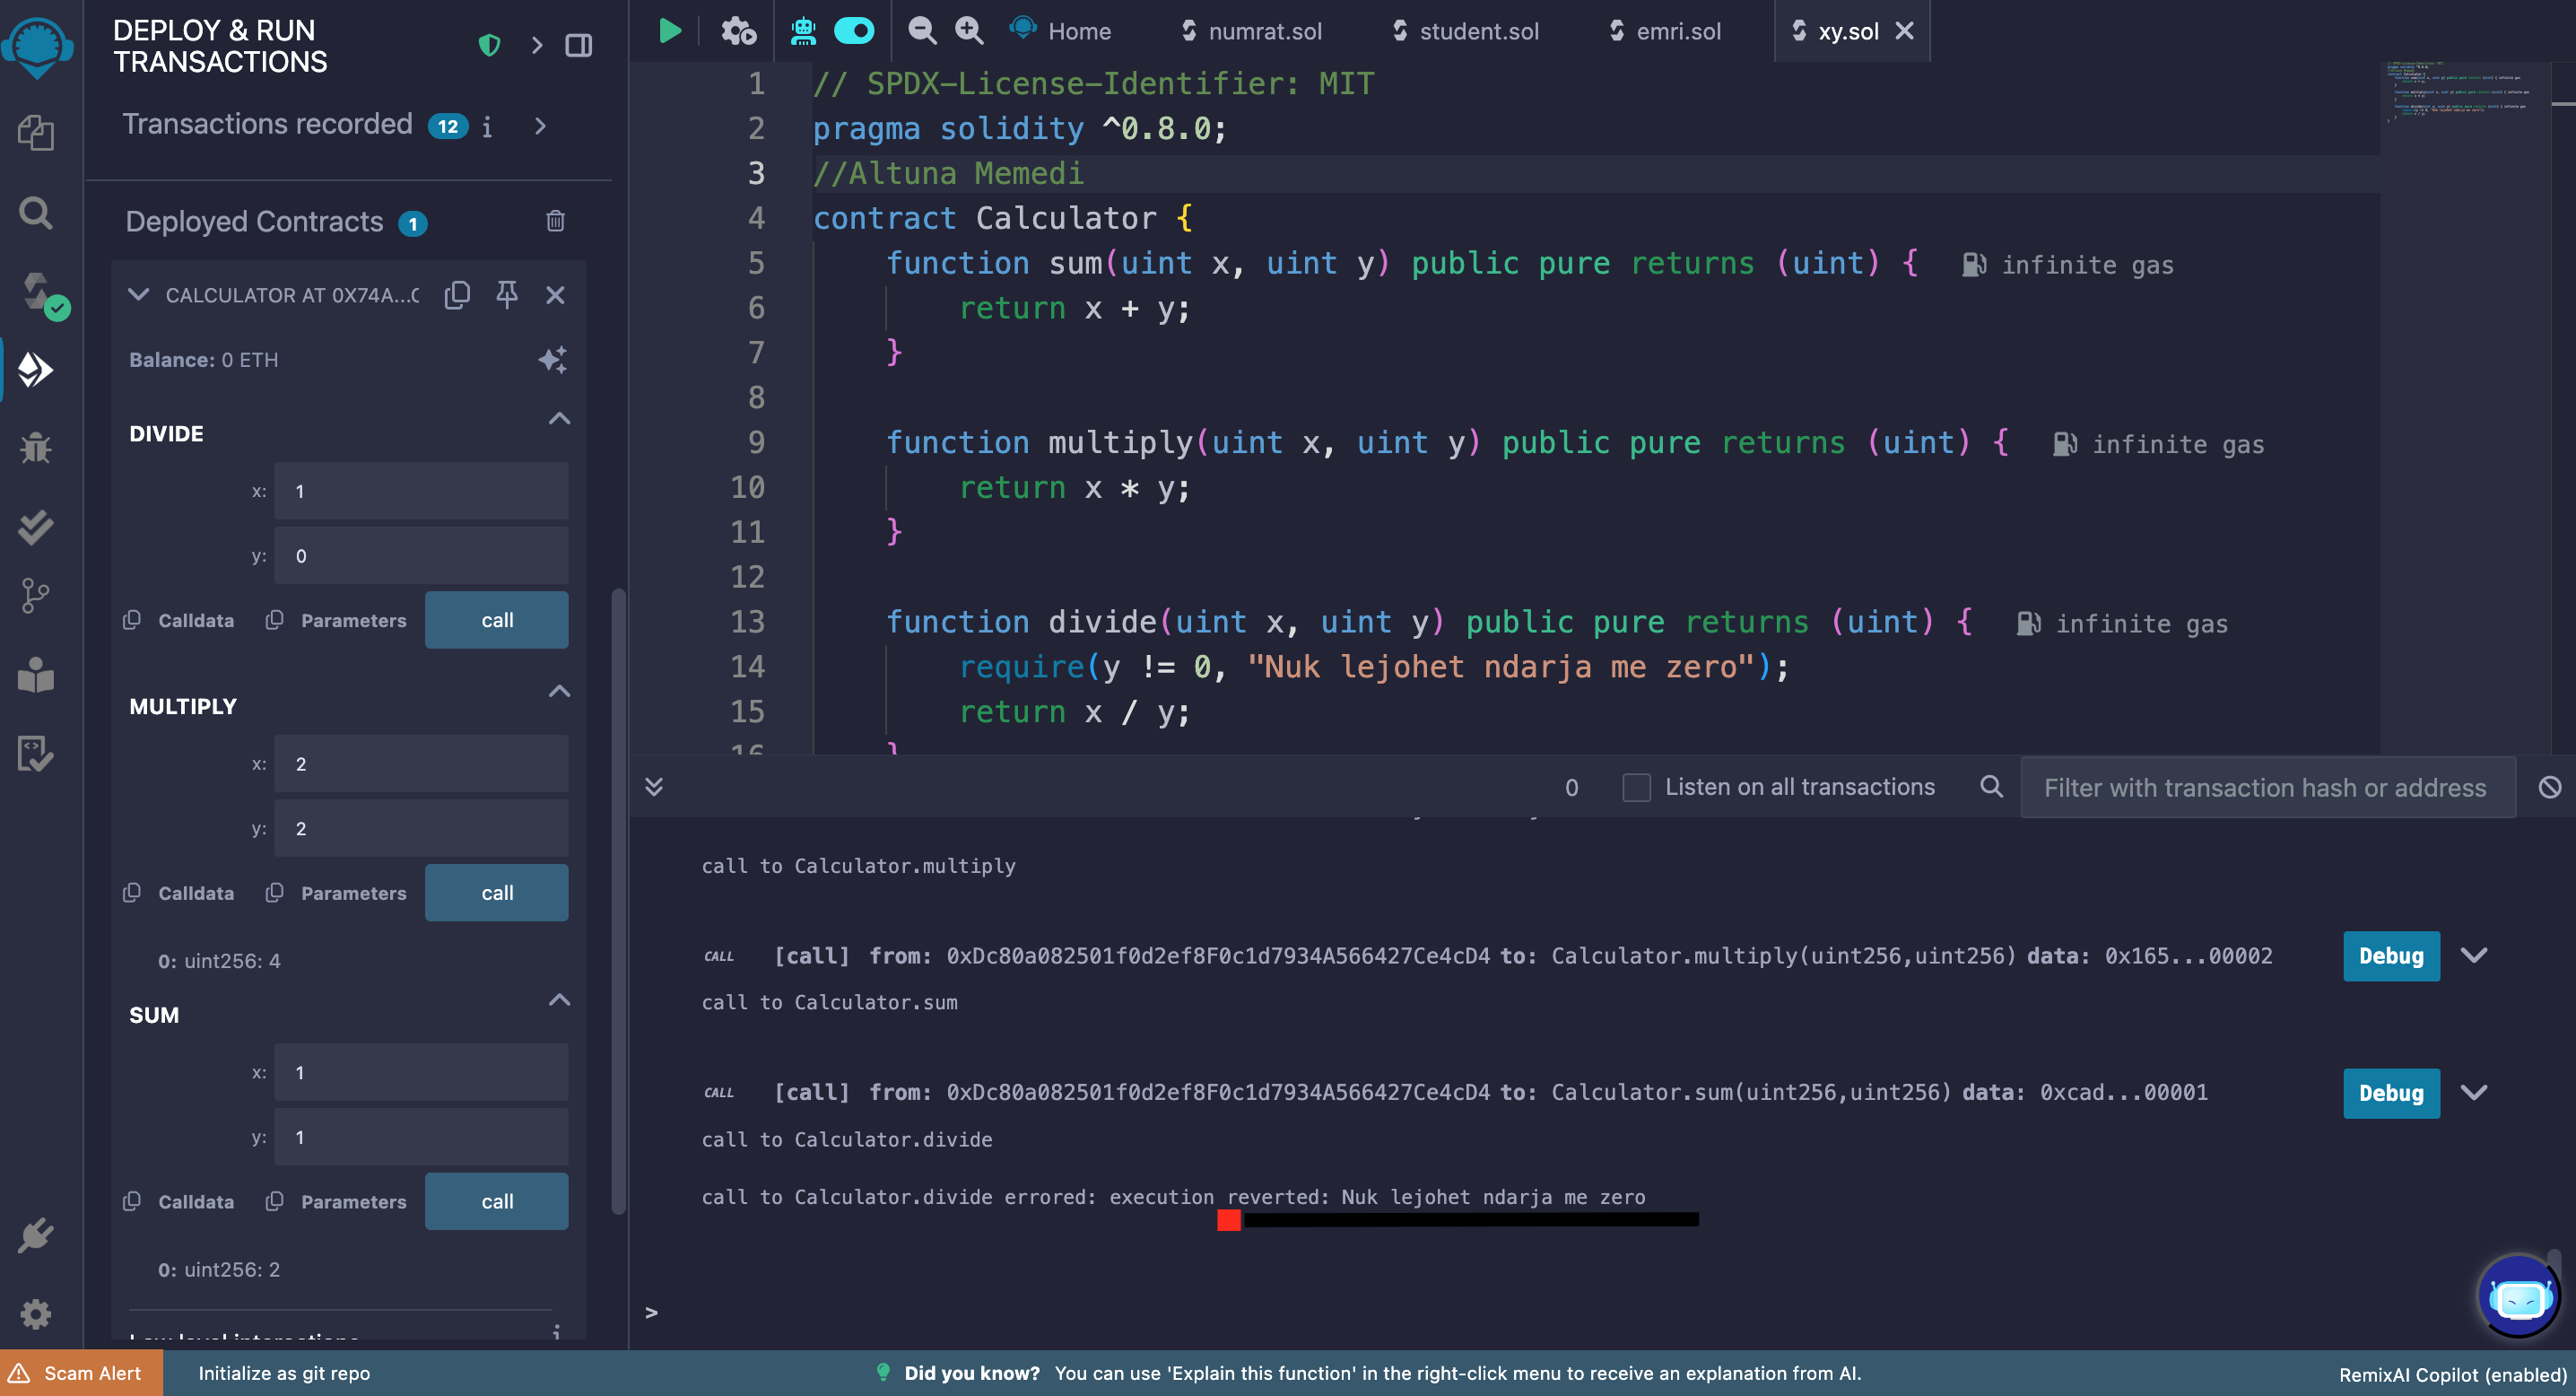 DEPLOY & RUN
TRANSACTIONS
Transactions recorded 12 i
Deployed Contracts 1
CALCULATOR AT 0X74A...
Balance: 0 ETH
DIVIDE
x: 1
y: 0
Calldata Parameters call
MULTIPLY
x: 2
y: 2
Calldata Parameters call
0: uint256: 4
SUM
x: 1
y: 1
Calldata Parameters call
0: uint256: 2
Low level interactions i
Home numrat.sol student.sol emri.sol xy.sol
1 // SPDX-License-Identifier: MIT
2 pragma solidity ^0.8.0;
3 //Altuna Memedi
4 contract Calculator {
5 function sum(uint x, uint y) public pure returns (uint) { infinite gas
6 return x + y;
7 }
8
9 function multiply(uint x, uint y) public pure returns (uint) { infinite gas
10 return x * y;
11 }
12
13 function divide(uint x, uint y) public pure returns (uint) { infinite gas
14 require(y != 0, "Nuk lejohet ndarja me zero");
15 return x / y;
16 }
0 Listen on all transactions Filter with transaction hash or address
call to Calculator.multiply
CALL [call] from: 0xDc80a082501f0d2ef8F0c1d7934A566427Ce4cD4 to: Calculator.multiply(uint256,uint256) data: 0x165...00002 Debug
call to Calculator.sum
CALL [call] from: 0xDc80a082501f0d2ef8F0c1d7934A566427Ce4cD4 to: Calculator.sum(uint256,uint256) data: 0xcad...00001 Debug
call to Calculator.divide
call to Calculator.divide errored: execution reverted: Nuk lejohet ndarja me zero
>
Scam Alert Initialize as git repo Did you know? You can use 'Explain this function' in the right-click menu to receive an explanation from AI. RemixAI Copilot (enabled)